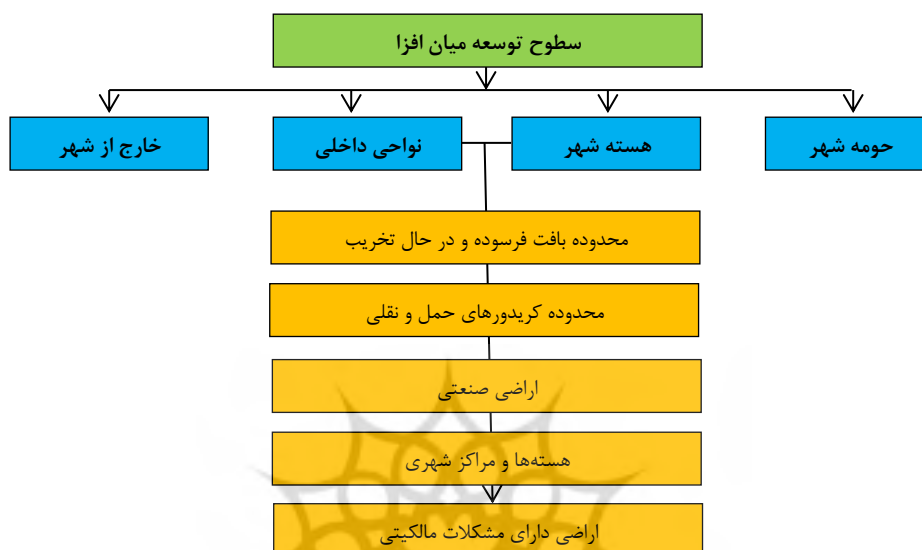 سطوح توسعه میان افزا
حومه شهر
هسته شهر
نواحی داخلی
خارج از شهر
محدوده بافت فرسوده و در حال تخریب
محدوده کریدورهای حمل و نقلی
اراضی صنعتی
هسته‌ها و مراکز شهری
اراضی دارای مشکلات مالکیتی